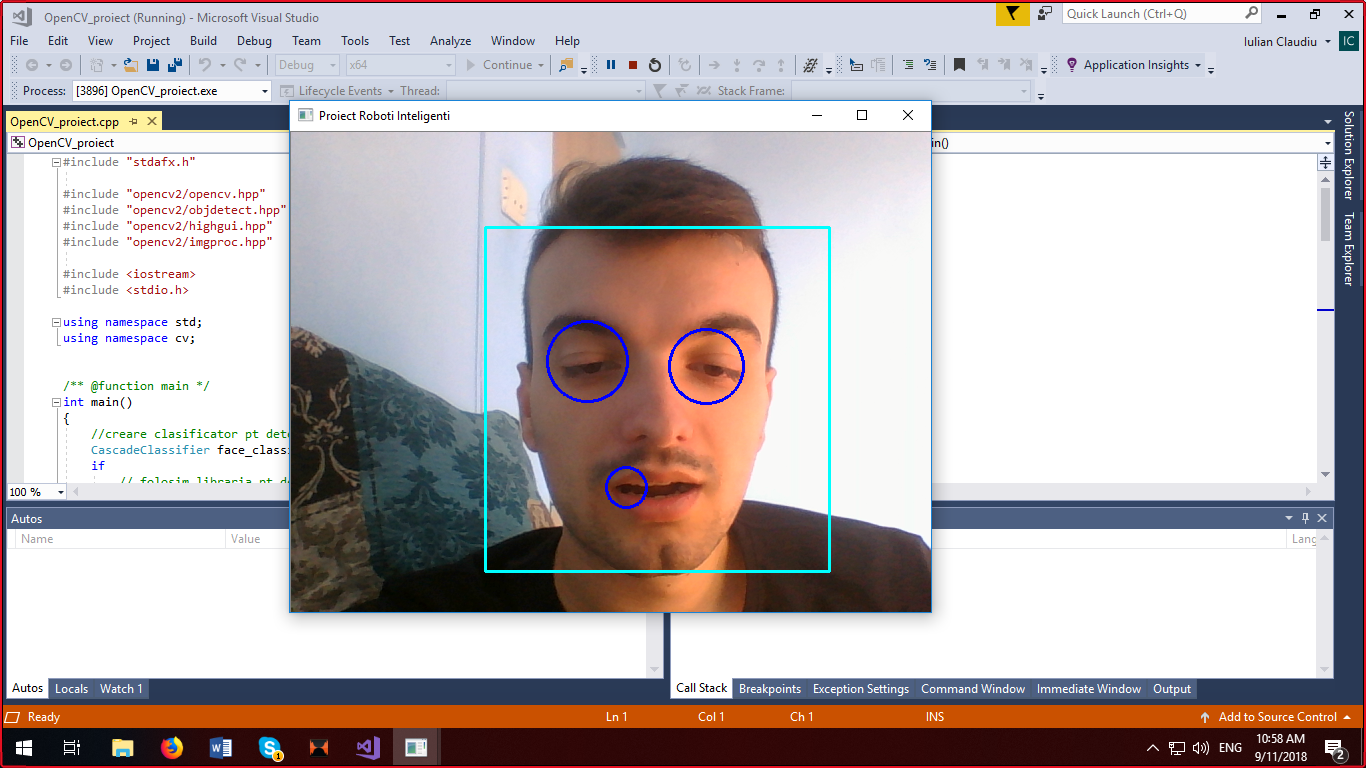 OpenCV_proiect (Running) - Microsoft Visual Studio
Quick Launch (Ctrl+Q)
File Edit View Project Build Debug Team Tools Test Analyze Window Help
Iulian Claudiu IC
Debug x64 Continue Application Insights
Process: [3896] OpenCV_proiect.exe Lifecycle Events Thread: Stack Frame:
Proiect Roboti Inteligenti
OpenCV_proiect.cpp
OpenCV_proiect
in()
#include "stdafx.h"
#include "opencv2/opencv.hpp"
#include "opencv2/objdetect.hpp"
#include "opencv2/highgui.hpp"
#include "opencv2/imgproc.hpp"
#include <iostream>
#include <stdio.h>
using namespace std;
using namespace cv;
/** @function main */
int main()
{
//creare clasificator pt dete
CascadeClassifier face_class
if
// folosim libraria pt d
100 %
Solution Explorer
Team Explorer
Autos
Name Value
Lang
Autos Locals Watch 1
Call Stack Breakpoints Exception Settings Command Window Immediate Window Output
Ready Ln 1 Col 1 Ch 1 INS Add to Source Control
1
ENG
10:58 AM
9/11/2018
2